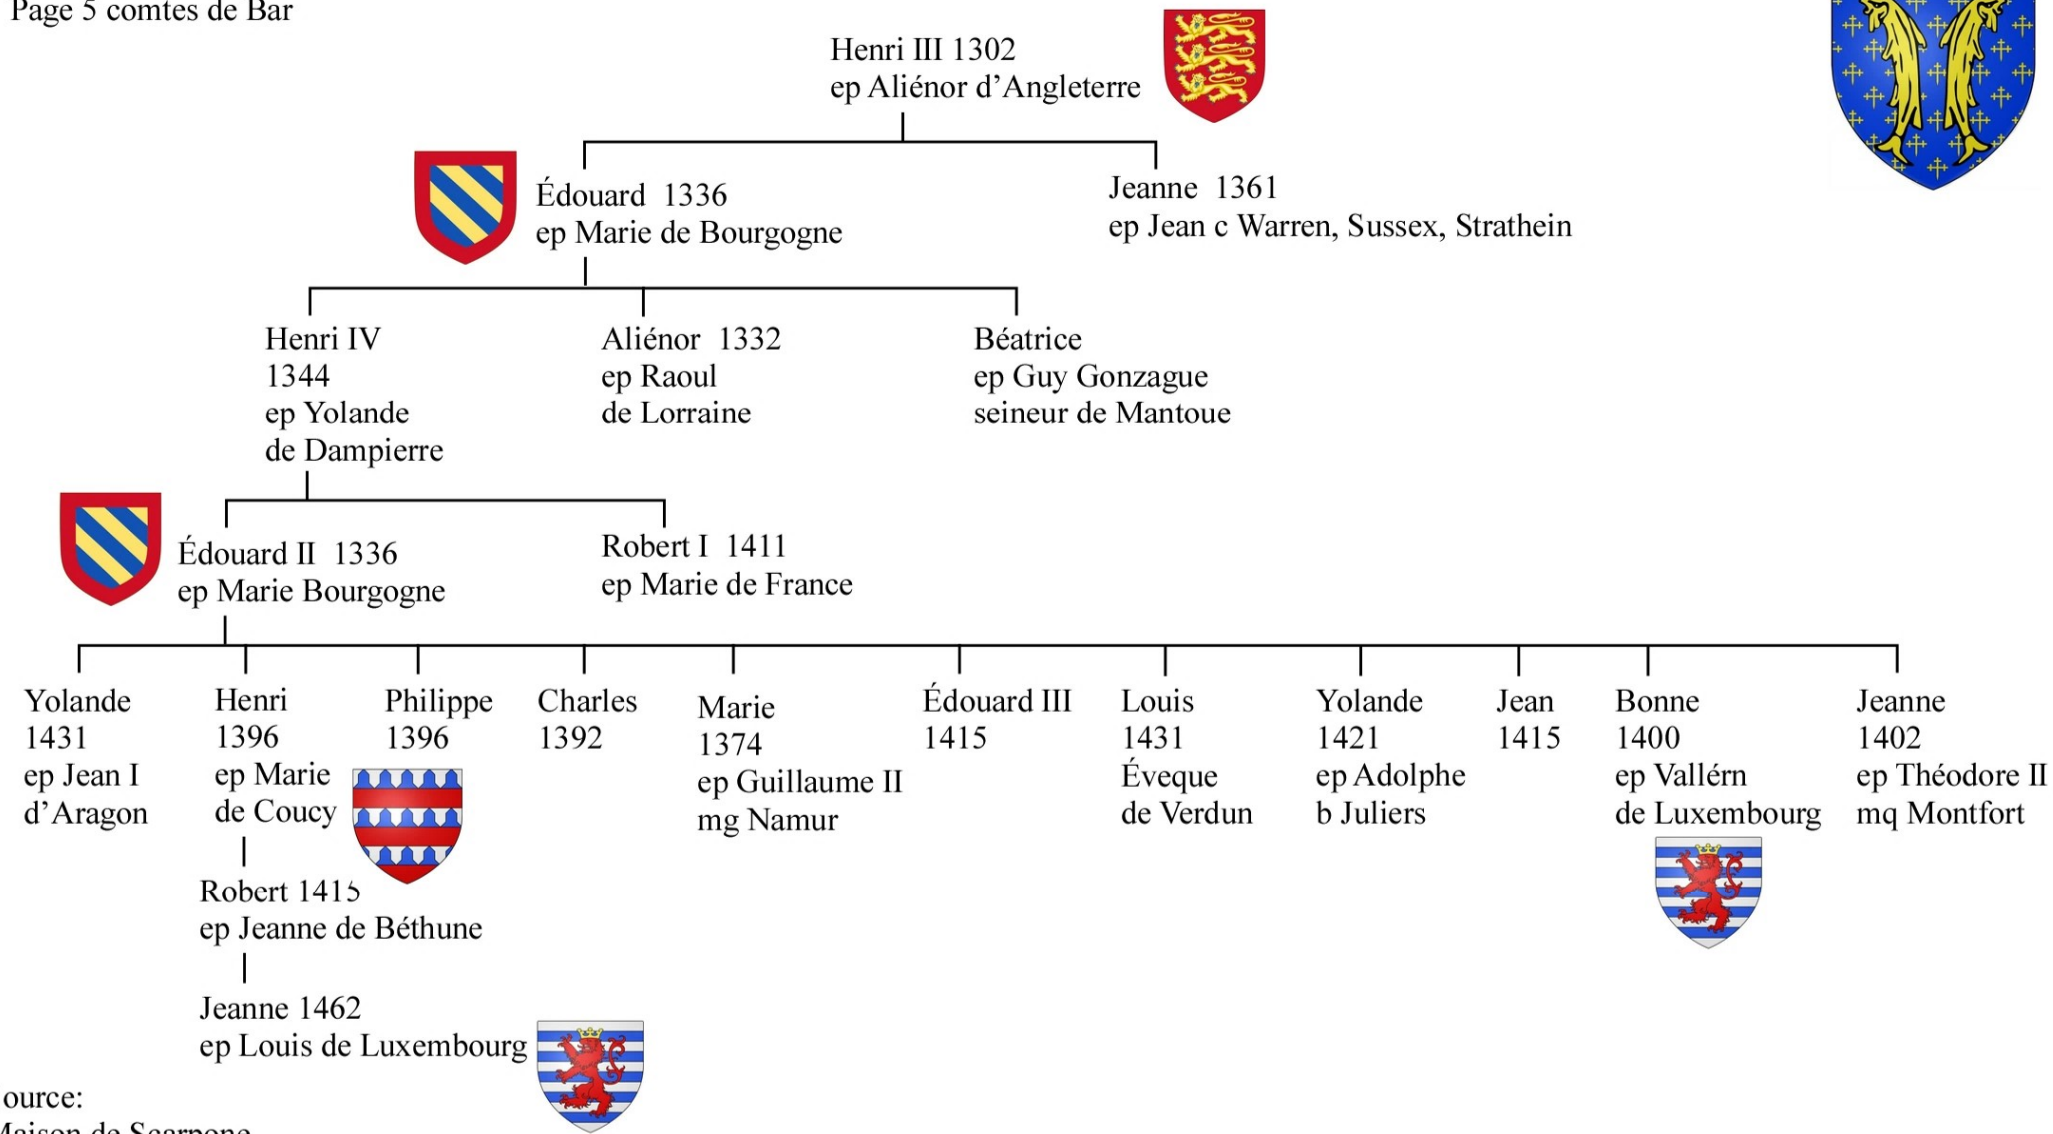 Page 5 comtes de Bar
Henri III 1302
ep Aliénor d’Angleterre
Édouard 1336
ep Marie de Bourgogne
Jeanne 1361
ep Jean c Warren, Sussex, Strathein
Henri IV
1344
ep Yolande
de Dampierre
Aliénor 1332
ep Raoul
de Lorraine
Béatrice
ep Guy Gonzague
seineur de Mantoue
Édouard II 1336
ep Marie Bourgogne
Robert I 1411
ep Marie de France
Yolande
1431
ep Jean I
d’Aragon
Henri
1396
ep Marie
de Coucy
Philippe
1396
Charles
1392
Marie
1374
ep Guillaume II
mg Namur
Édouard III
1415
Louis
1431
Éveque
de Verdun
Yolande
1421
ep Adolphe
b Juliers
Jean
1415
Bonne
1400
ep Vallérn
de Luxembourg
Jeanne
1402
ep Théodore II
mq Montfort
Robert 1415
ep Jeanne de Béthune
Jeanne 1462
ep Louis de Luxembourg
ource:
Maison de Scarpone